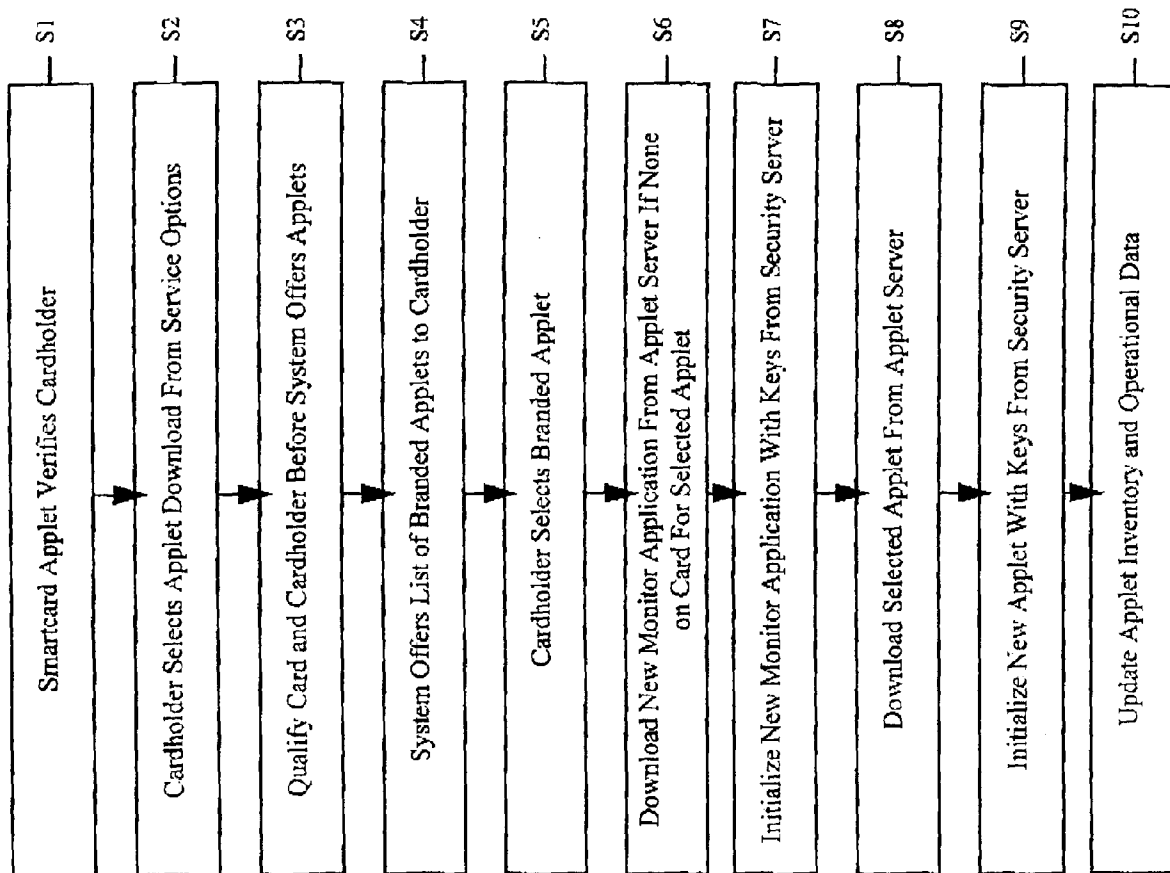 Smartcard Applet Verifies Cardholder
S1
Cardholder Selects Applet Download From Service Options
S2
Qualify Card and Cardholder Before System Offers Applets
S3
System Offers List of Branded Applets to Cardholder
S4
Cardholder Selects Branded Applet
S5
Download New Monitor Application From Applet Server If None
on Card For Selected Applet
S6
Initialize New Monitor Application With Keys From Security Server
S7
Download Selected Applet From Applet Server
S8
Initialize New Applet With Keys From Security Server
S9
Update Applet Inventory and Operational Data
S10